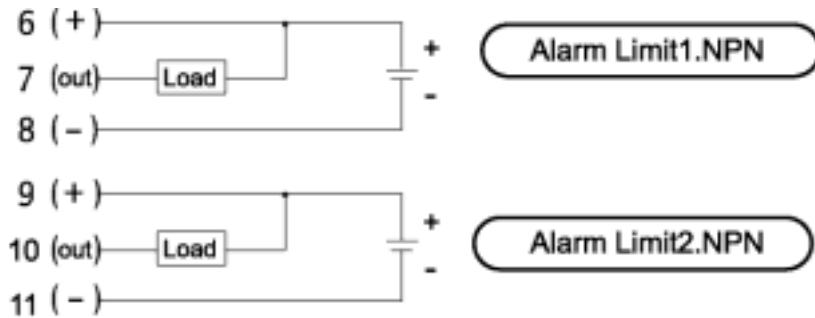 6 (+)
+
Alarm Limit1.NPN
7 (out) Load
-
8 (-)
9 (+)
+
Alarm Limit2.NPN
10 (out) Load
-
11 (-)